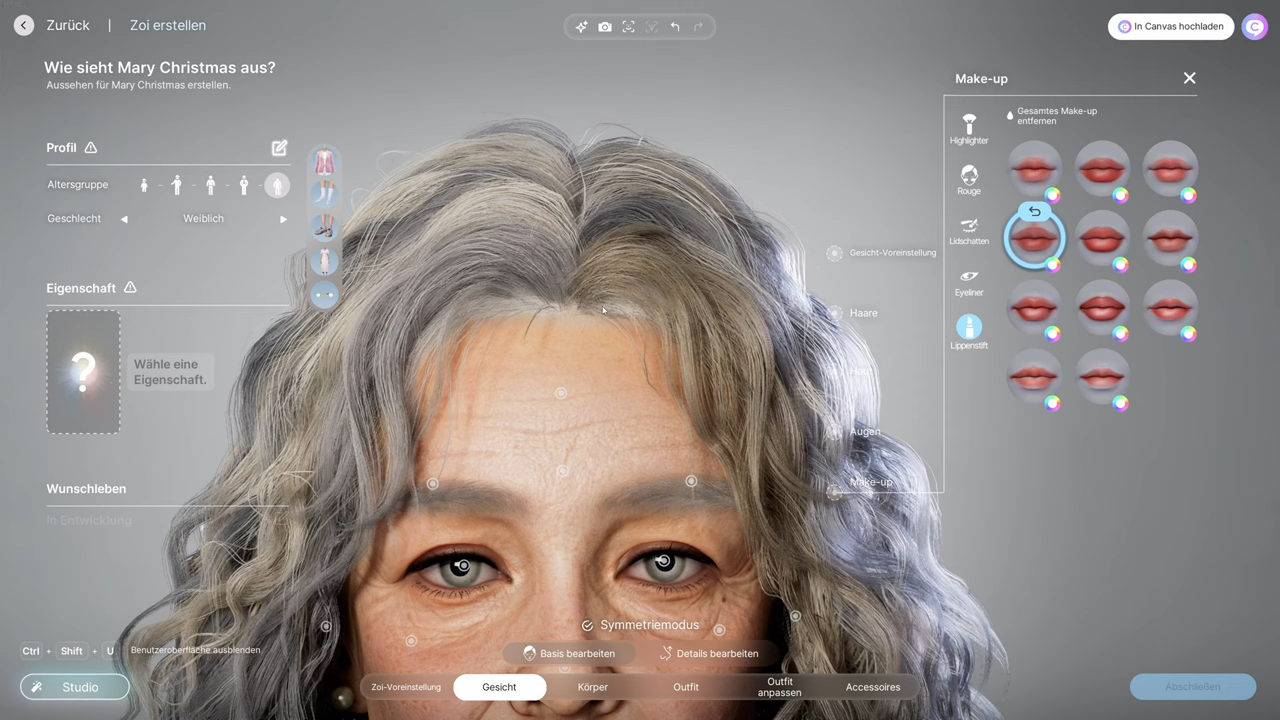 Zurück | Zoi erstellen
In Canvas hochladen
Wie sieht Mary Christmas aus?
Aussehen für Mary Christmas erstellen.
Profil
Altersgruppe
Geschlecht
Weiblich
Eigenschaft
Wähle eine
Eigenschaft.
Wunschleben
In Entwicklung
Ctrl + Shift + U
Benutzeroberfläche ausblenden
Studio
Gesicht-Voreinstellung
Haare
Haut
Augen
Make-up
Make-up
Gesamtes Make-up
entfernen
Highlighter
Rouge
Lidschatten
Eyeliner
Lippenstift
Symmetriemodus
Basis bearbeiten
Details bearbeiten
Zoi-Voreinstellung
Gesicht
Körper
Outfit
Outfit
anpassen
Accessoires
Abschließen